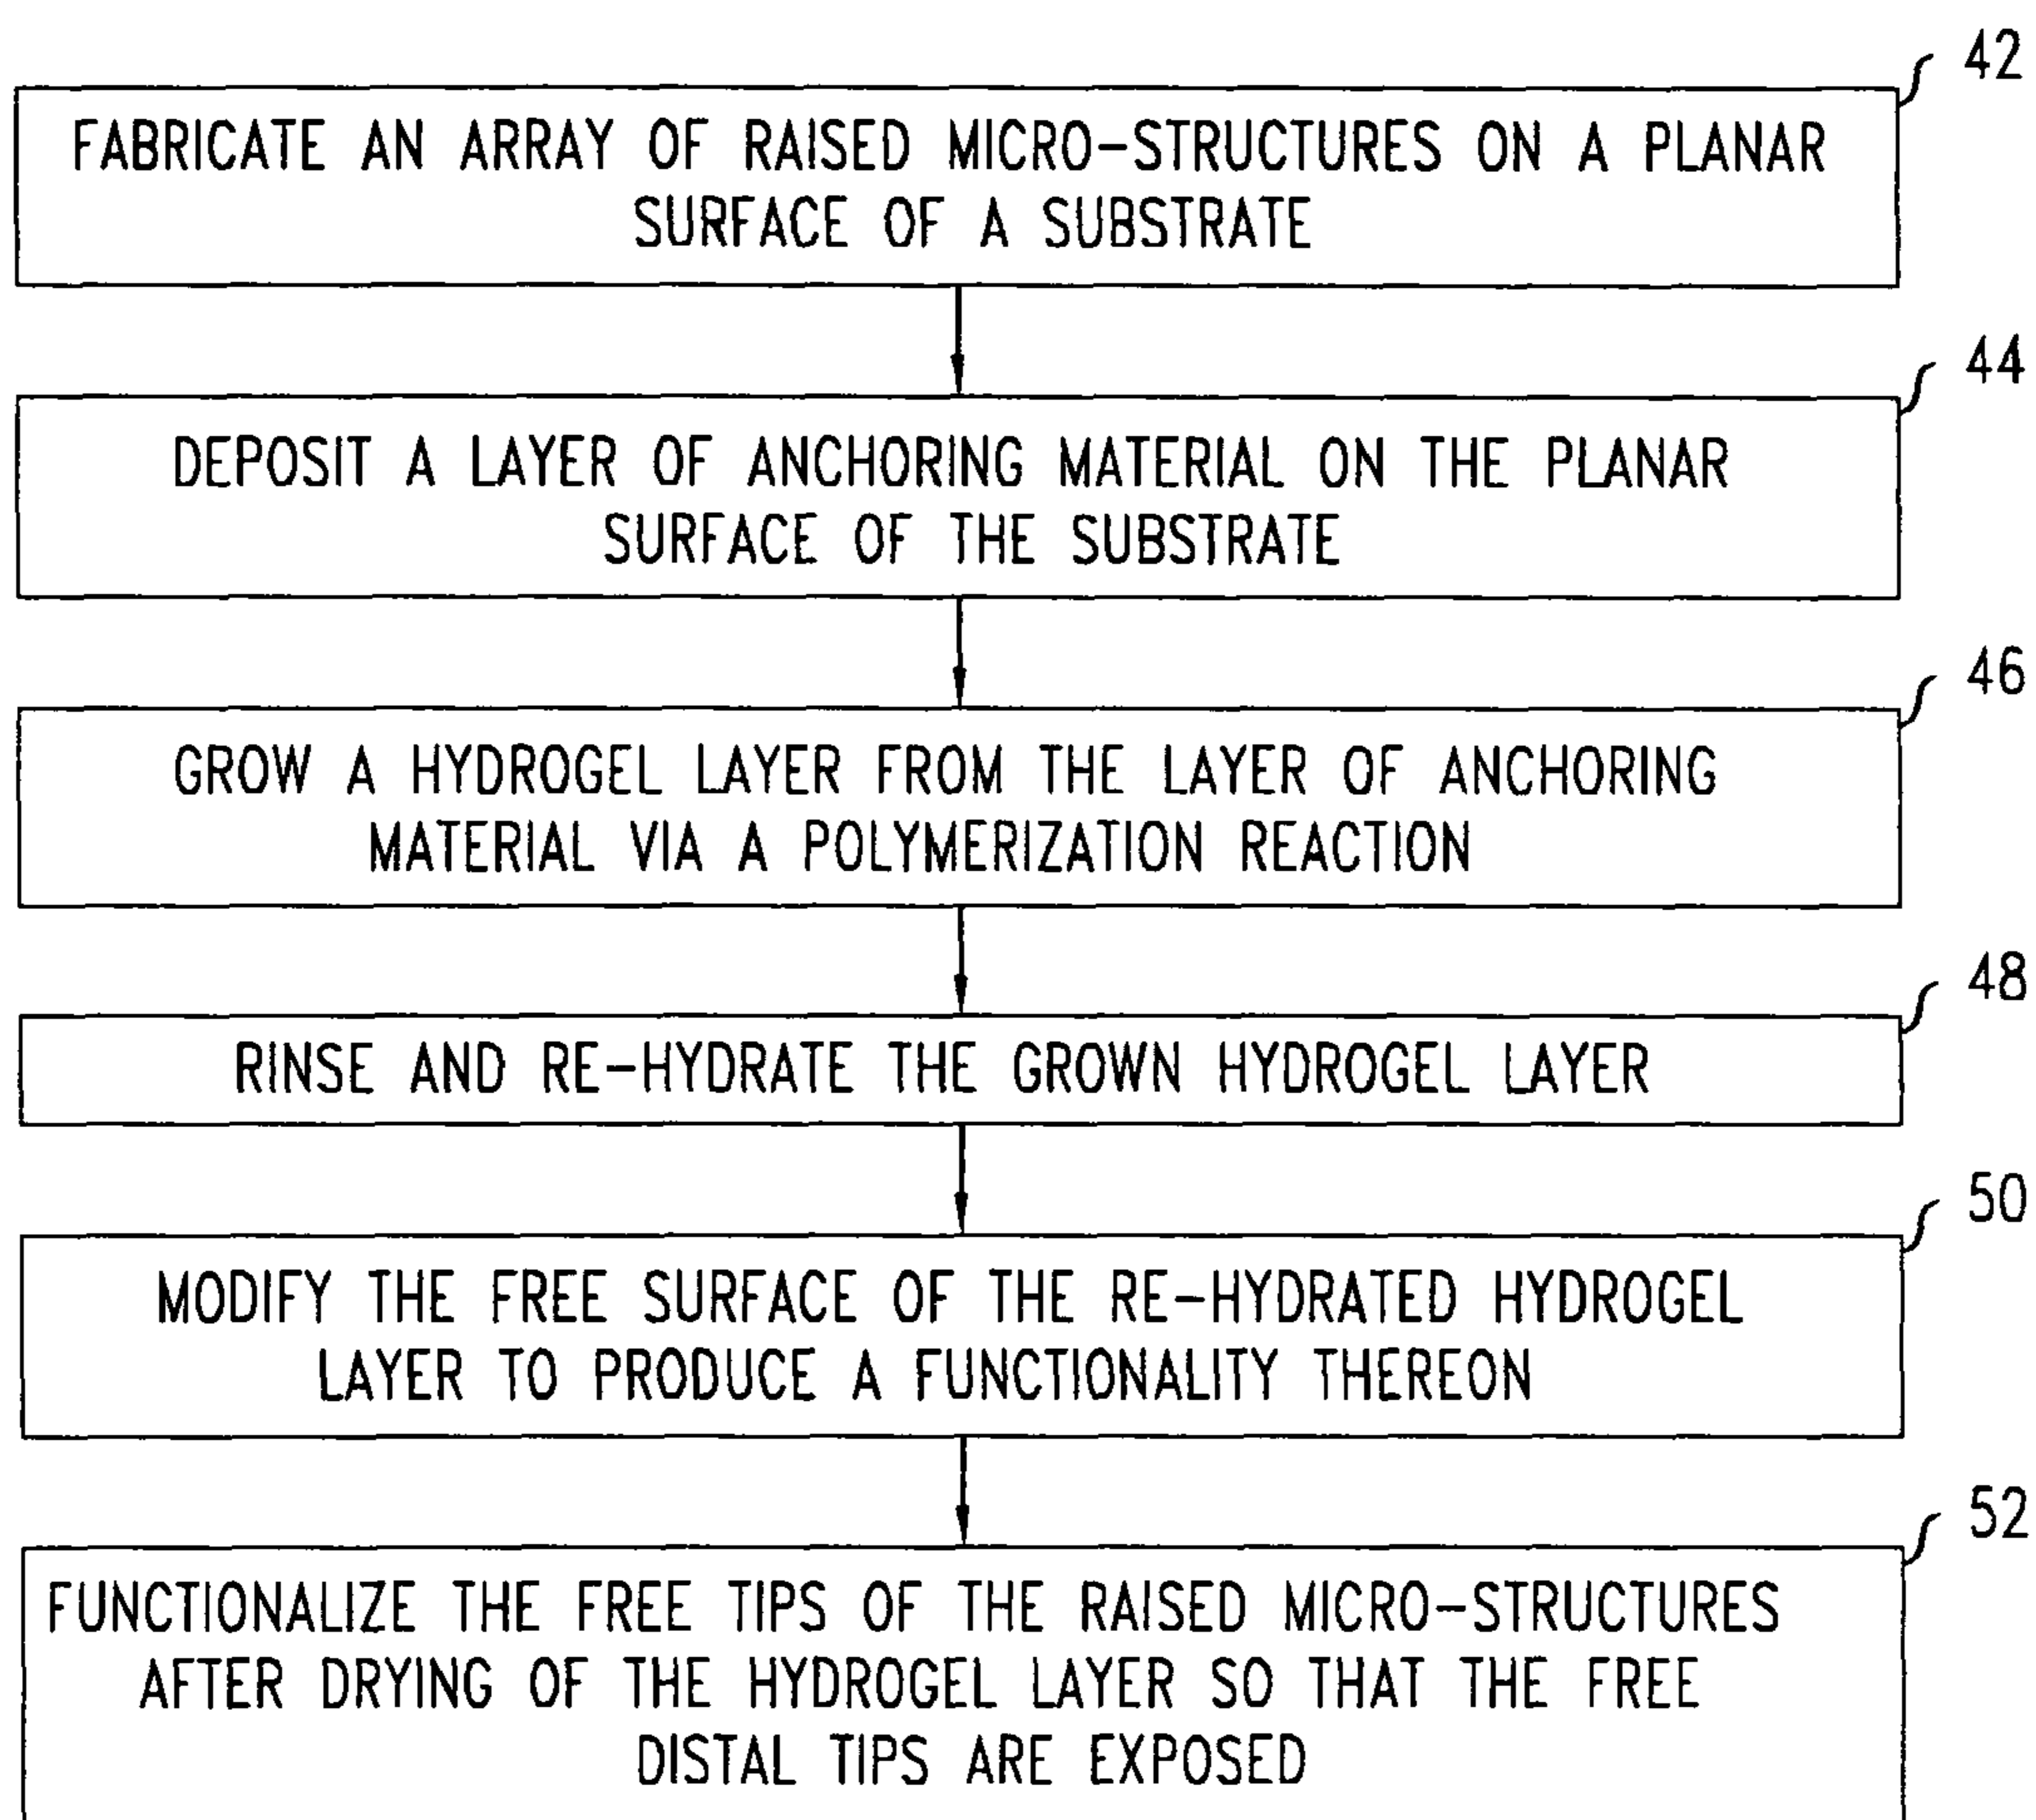 42
FABRICATE AN ARRAY OF RAISED MICRO-STRUCTURES ON A PLANAR
SURFACE OF A SUBSTRATE
44
DEPOSIT A LAYER OF ANCHORING MATERIAL ON THE PLANAR
SURFACE OF THE SUBSTRATE
46
GROW A HYDROGEL LAYER FROM THE LAYER OF ANCHORING
MATERIAL VIA A POLYMERIZATION REACTION
48
RINSE AND RE-HYDRATE THE GROWN HYDROGEL LAYER
50
MODIFY THE FREE SURFACE OF THE RE-HYDRATED HYDROGEL
LAYER TO PRODUCE A FUNCTIONALITY THEREON
52
FUNCTIONALIZE THE FREE TIPS OF THE RAISED MICRO-STRUCTURES
AFTER DRYING OF THE HYDROGEL LAYER SO THAT THE FREE
DISTAL TIPS ARE EXPOSED